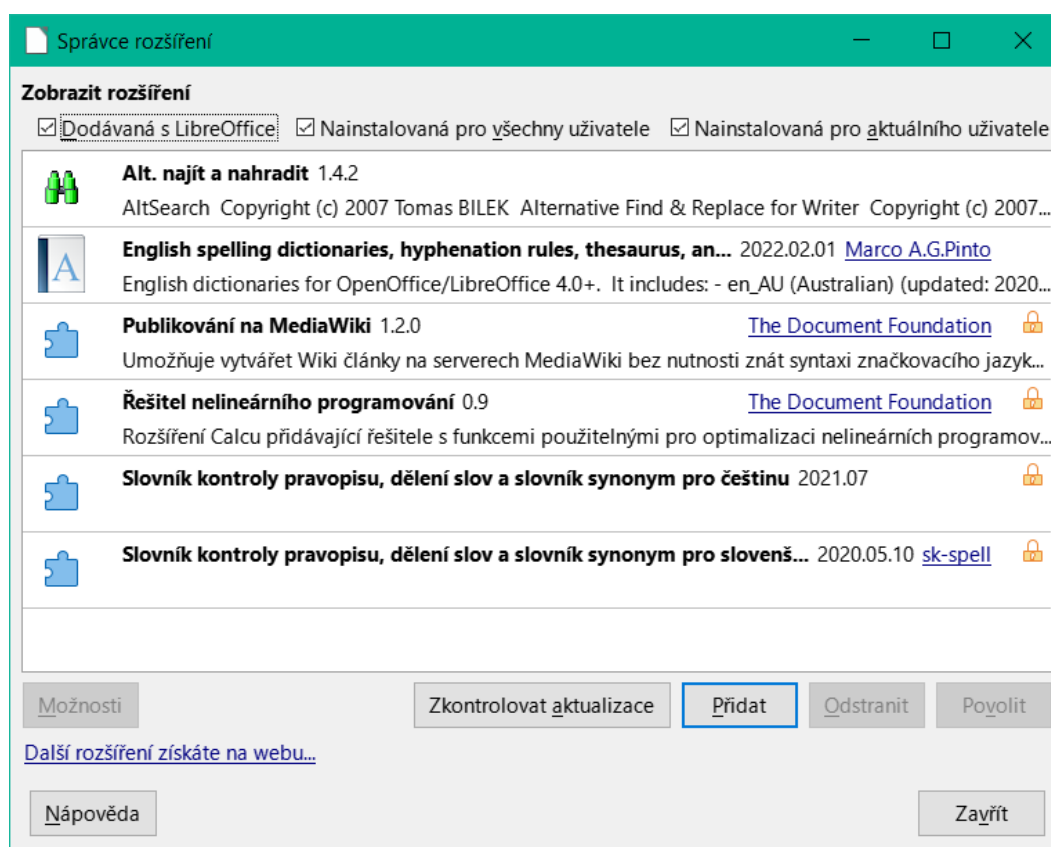 Správce rozšíření
Zobrazit rozšíření
Dodávaná s LibreOffice Nainstalovaná pro všechny uživatele Nainstalovaná pro aktuálního uživatele
Alt. najít a nahradit 1.4.2
AltSearch Copyright (c) 2007 Tomas BILEK Alternative Find & Replace for Writer Copyright (c) 2007...
English spelling dictionaries, hyphenation rules, thesaurus, an... 2022.02.01 Marco A.G.Pinto
English dictionaries for OpenOffice/LibreOffice 4.0+. It includes: - en_AU (Australian) (updated: 2020...
Publikování na MediaWiki 1.2.0 The Document Foundation
Umožňuje vytvářet Wiki články na serverech MediaWiki bez nutnosti znát syntaxi značkovacího jazyk...
Řešitel nelineárního programování 0.9 The Document Foundation
Rozšíření Calcu přidávající řešitele s funkcemi použitelnými pro optimalizaci nelineárních programov...
Slovník kontroly pravopisu, dělení slov a slovník synonym pro češtinu 2021.07
Slovník kontroly pravopisu, dělení slov a slovník synonym pro slovenš... 2020.05.10 sk-spell
Možnosti Zkontrolovat aktualizace Přidat Odstranit Povolit
Další rozšíření získáte na webu...
Nápověda Zavřít